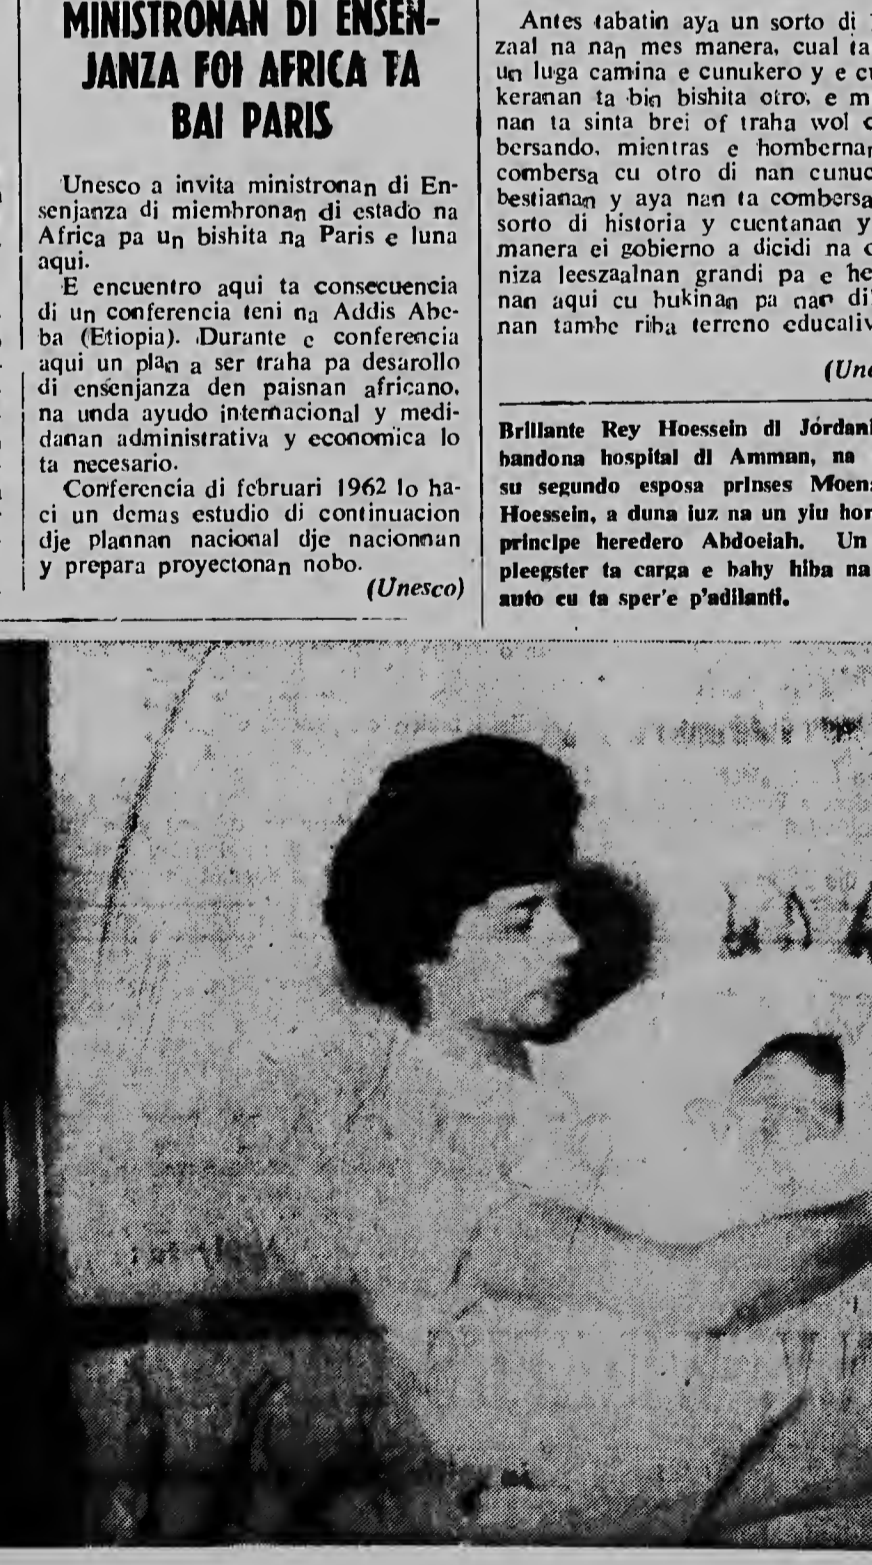 MINISTRONAN DI ENSEN-
JANZA FOI AFRICA TA
BAI PARIS
Unesco a invita ministronan di En-
senjanza di miembronan di estado na
Africa pa un bishita na Paris e luna
aqui.
E encuentro aqui ta consecuencia
di un conferencia teni na Addis Abe-
ba (Etiopia). Durante e conferencia
aqui un plan a ser traha pa desarollo
di ensenjanza den paisnan africano,
na unda ayudo internacional y medi-
danan administrativa y economica lo
ta necesario.
Conferencia di februari 1962 lo ha-
ci un demas estudio di continuacion
dje plannan nacional dje nacionnan
y prepara proyectonan nobo.
(Unesco)
Antes tabatin aya un sorto di
zaal na nan mes manera, cual ta
un luga camina e cunukero y e
keranan ta bin bishita otro, e
nan ta sinta brei of traha wol
bersando, mientras e hombernan
combersa cu otro di nan
bestianan y aya nan ta combersa
sorto di historia y cuentanan y
manera ei gobierno a dicidi na
niza leeszaalnan grandi pa e
nan aqui cu bukinan pa nan
nan tambe riba terreno
Brillante Rey Hoessein di
bandona hospital di Amman, na
su segundo esposa prinses
Hoessein, a duna luz na un yiu
principe heredero Abdoelah. Un
pleegster ta carga e baby hiba na
auto cu ta sper'e p'adilanti.